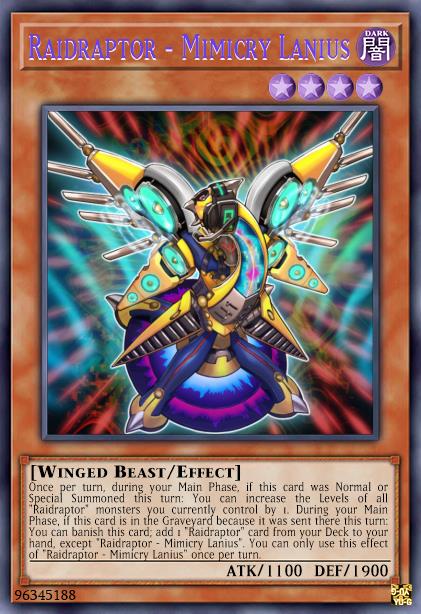 Raidraptor - Mimicry Lanius
DARK
闇
[Winged Beast/Effect]
Once per turn, during your Main Phase, if this card was Normal or
Special Summoned this turn: You can increase the Levels of all
"Raidraptor" monsters you currently control by 1. During your Main
Phase, if this card is in the Graveyard because it was sent there this turn:
You can banish this card; add 1 "Raidraptor" card from your Deck to your
hand, except "Raidraptor - Mimicry Lanius". You can only use this effect
of "Raidraptor - Mimicry Lanius" once per turn.
ATK/1100 DEF/1900
96345188